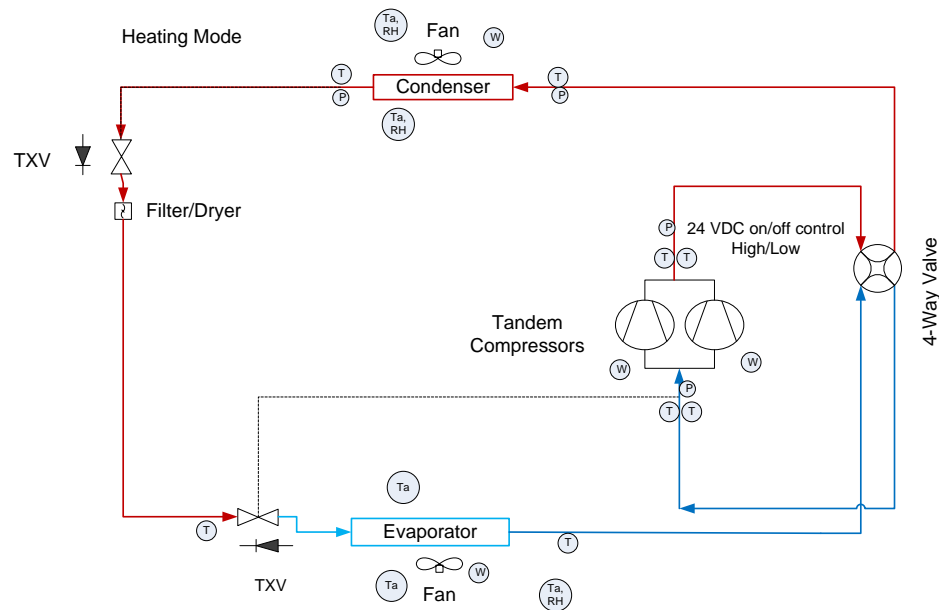 Heating Mode
Ta,
RH
Fan
W
T
P
Condenser
T
P
Ta,
RH
TXV
Filter/Dryer
P
24 VDC on/off control
High/Low
T
T
4-Way Valve
Tandem
Compressors
W
W
P
T
T
Ta
T
Evaporator
T
TXV
Ta
Fan
W
Ta,
RH